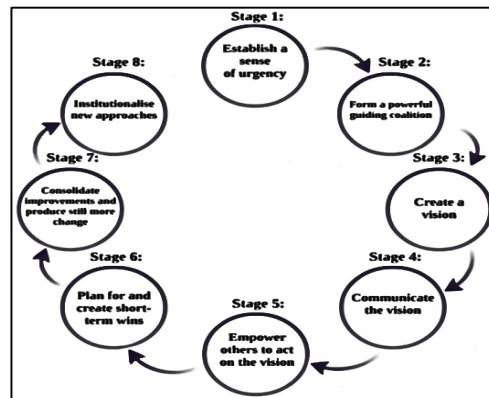 Stage 1:
Establish a
sense
of urgency
Stage 2:
Form a powerful
guiding coalition
Stage 3:
Create a
vision
Stage 4:
Communicate
the vision
Stage 5:
Empower
others to act
on the vision
Stage 6:
Plan for and
create short-
term wins
Stage 7:
Consolidate
improvements and
produce still more
change
Stage 8:
Institutionalise
new approaches